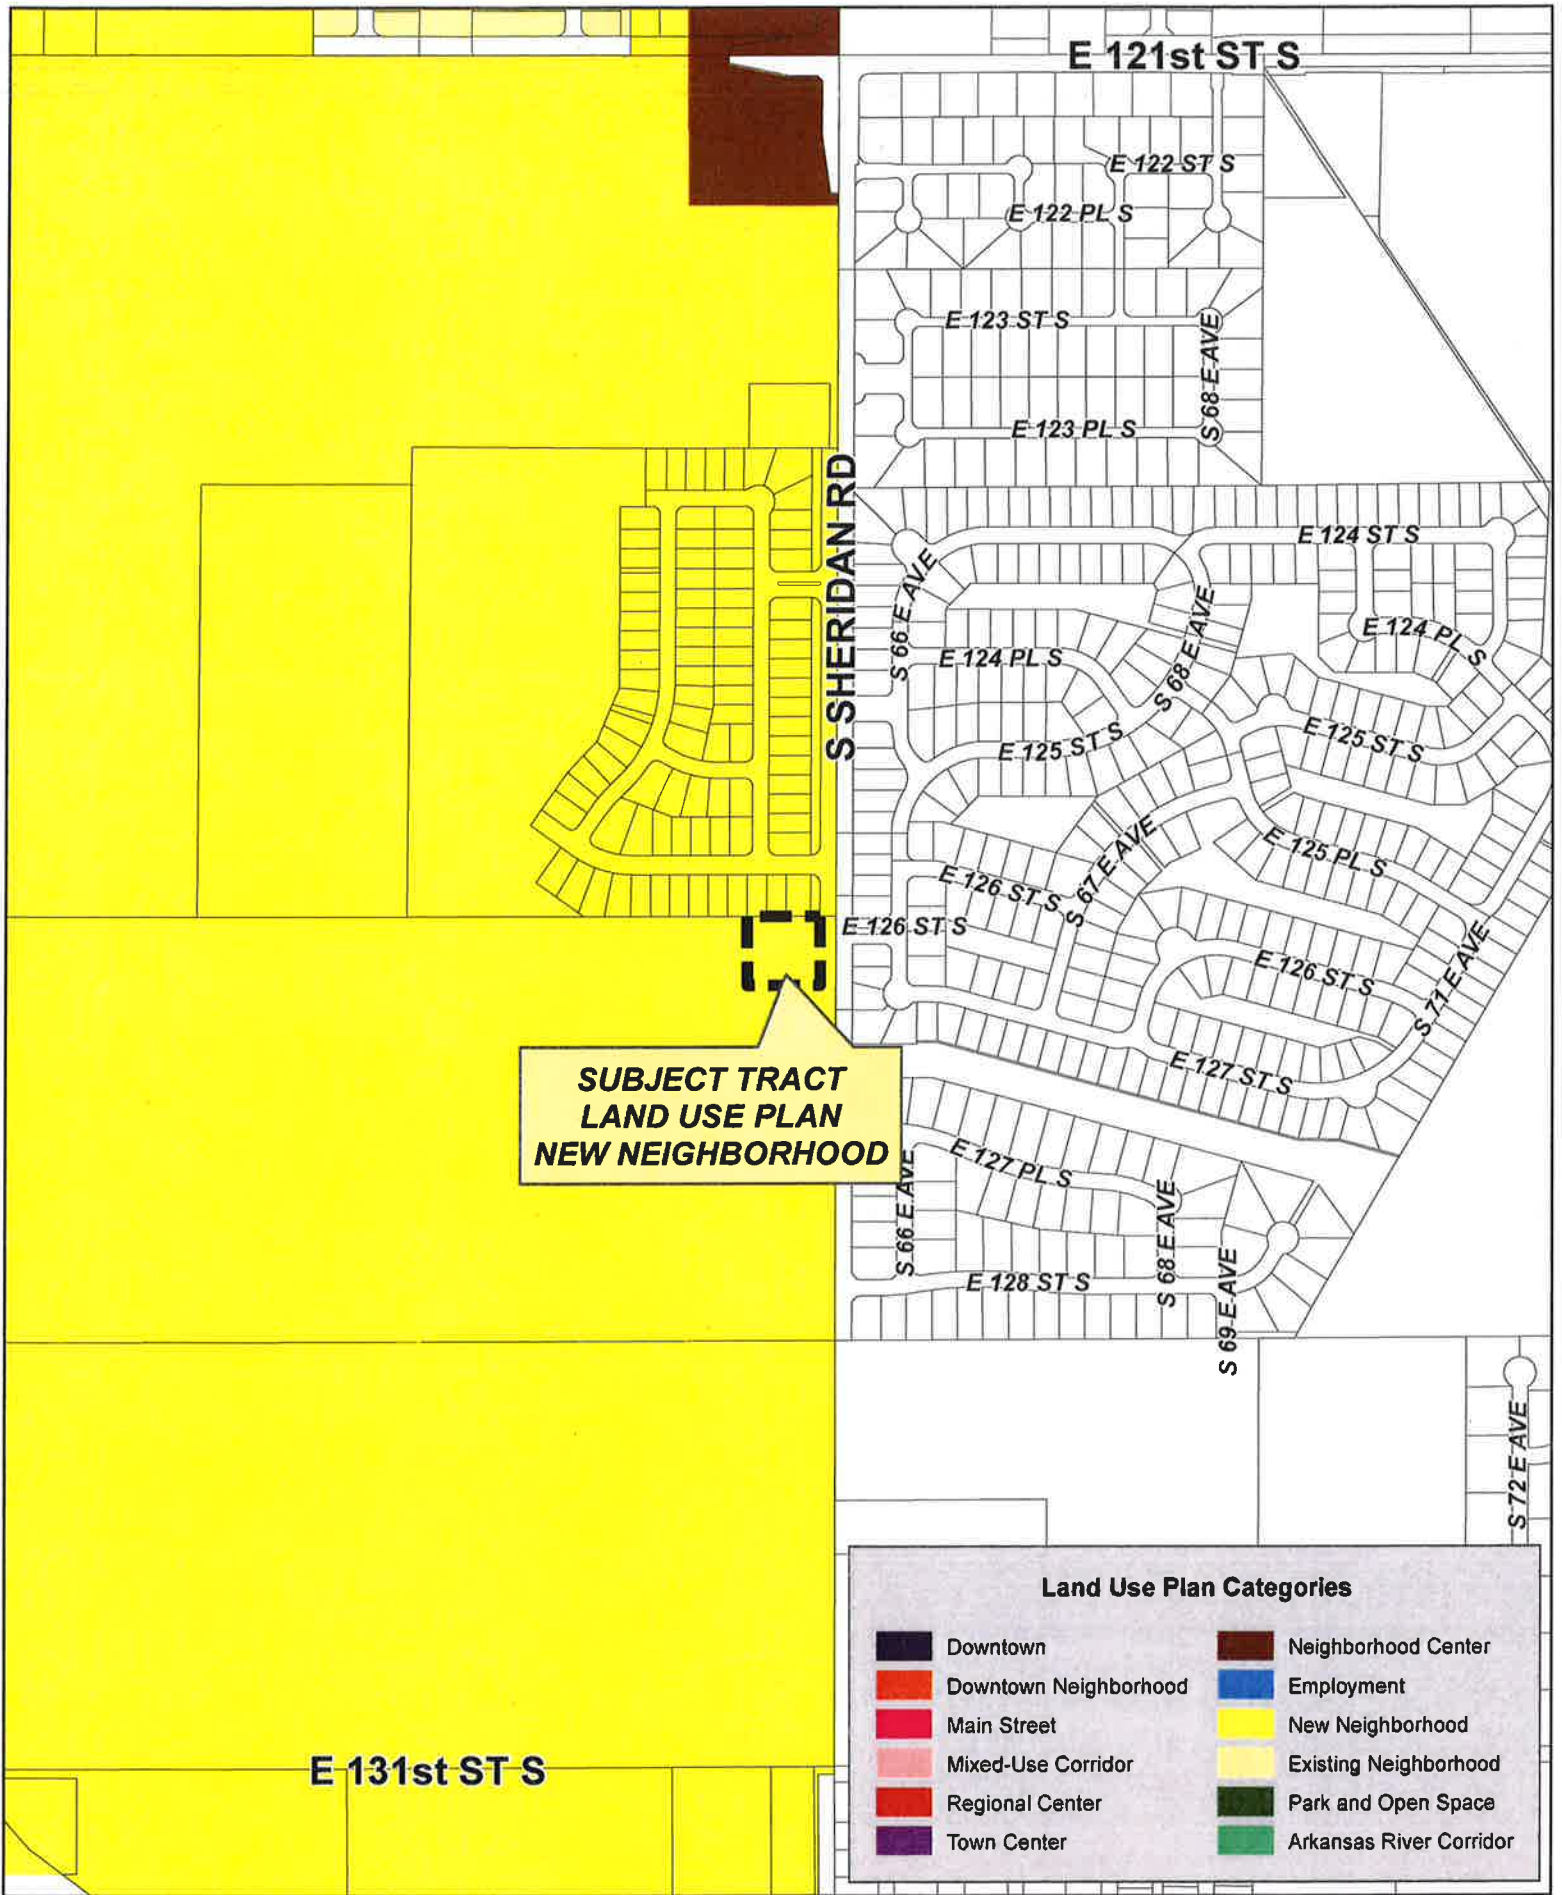 E 121st ST S
E 122 ST S
E 122 PL S
E 123 ST S
S 68 E AVE
E 123 PL S
S SHERIDAN RD
E 124 ST S
S 66 E AVE
S 68 E AVE
E 124 PL S
E 124 PL S
E 125 ST S
E 125 ST S
S 67 E AVE
E 125 PL S
E 126 ST S
E 126 ST S
E 126 ST S
S 71 E AVE
E 127 ST S
SUBJECT TRACT
LAND USE PLAN
NEW NEIGHBORHOOD
E 127 PL S
S 66 E AVE
S 68 E AVE
E 128 ST S
S 69 E AVE
S 72 E AVE
E 131st ST S
Land Use Plan Categories
Downtown
Downtown Neighborhood
Main Street
Mixed-Use Corridor
Regional Center
Town Center
Neighborhood Center
Employment
New Neighborhood
Existing Neighborhood
Park and Open Space
Arkansas River Corridor